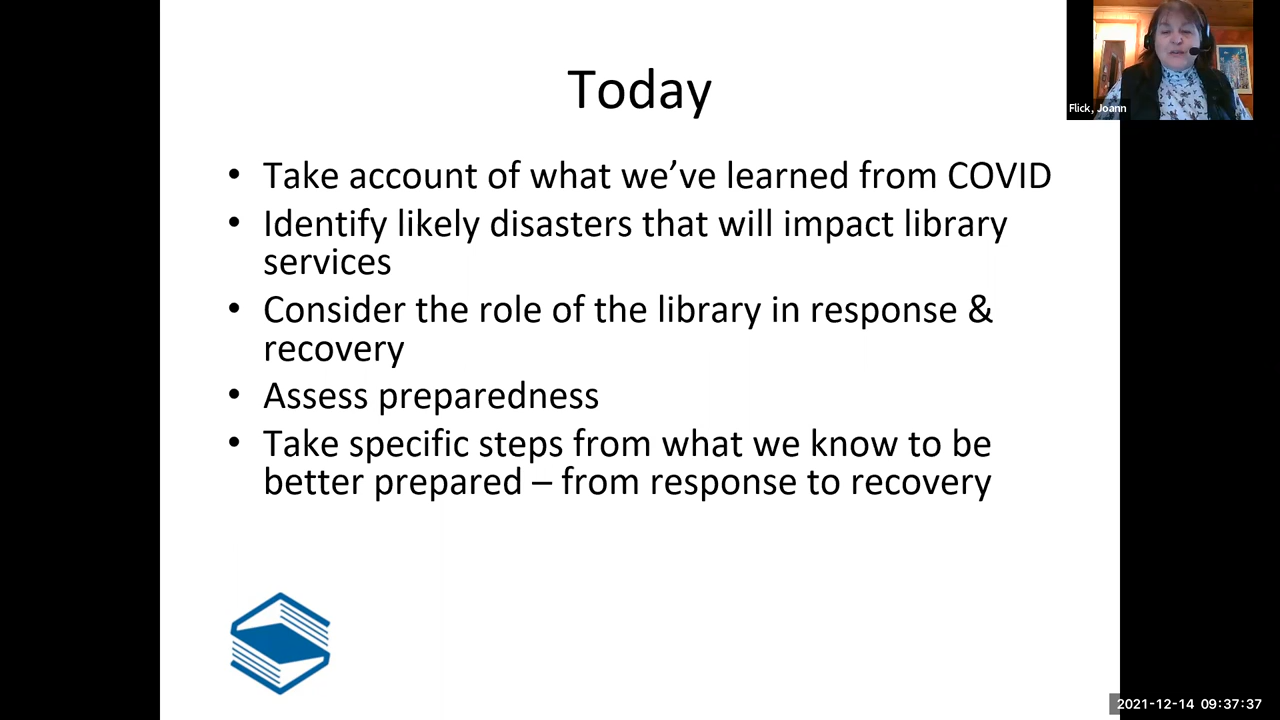 Today
• Take account of what we’ve learned from COVID
• Identify likely disasters that will impact library
services
• Consider the role of the library in response &
recovery
• Assess preparedness
• Take specific steps from what we know to be
better prepared – from response to recovery
Flick, Joann
2021-12-14 09:37:37